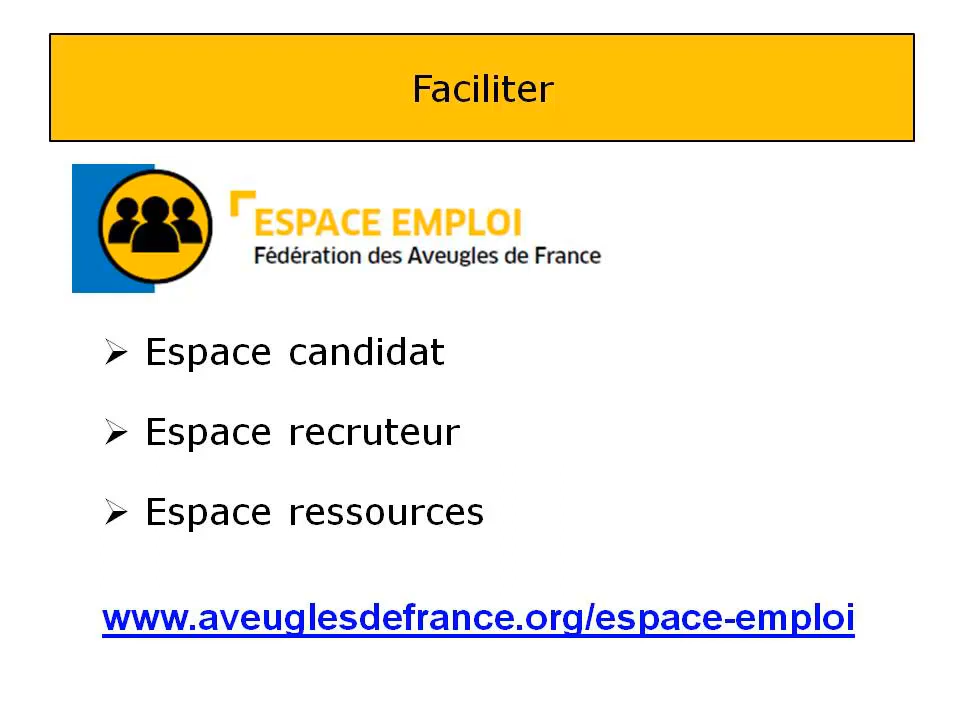 Faciliter
ESPACE EMPLOI
Fédération des Aveugles de France
Espace candidat
Espace recruteur
Espace ressources
www.aveuglesdefrance.org/espace-emploi